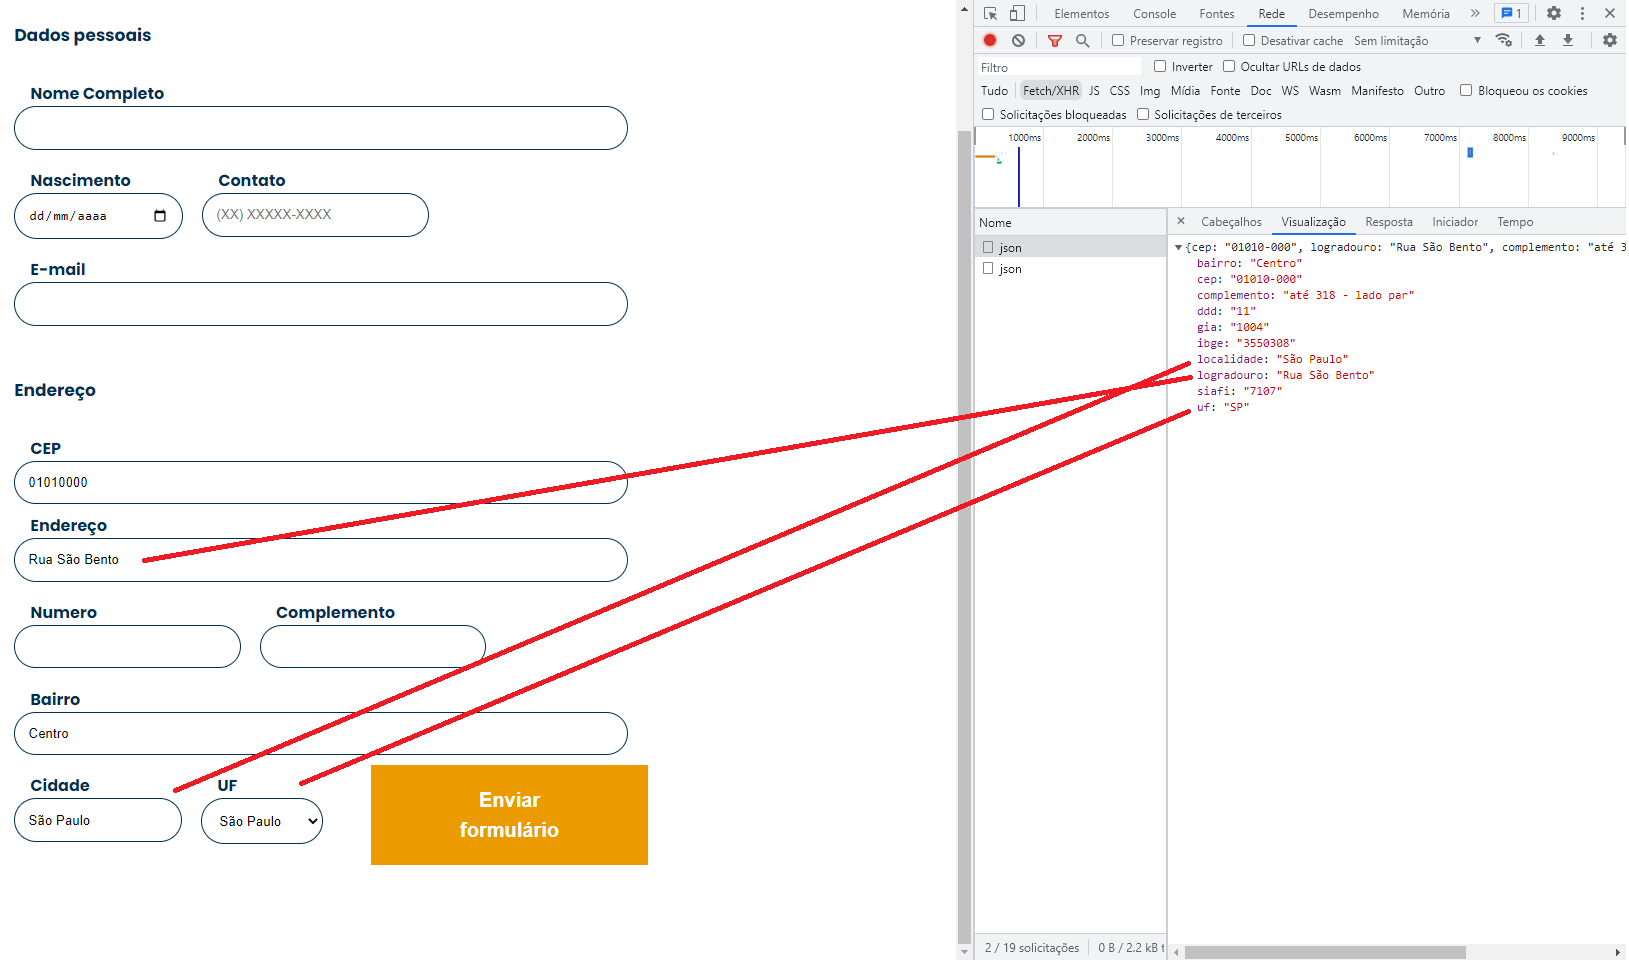 Dados pessoais
Nome Completo
Nascimento Contato
dd/mm/aaaa (XX) XXXXX-XXXX
E-mail
Endereço
CEP
01010000
Endereço
Rua São Bento
Numero Complemento
Bairro
Centro
Cidade UF
São Paulo São Paulo
Enviar
formulário
Elementos Console Fontes Rede Desempenho Memória » 1
Preservar registro Desativar cache Sem limitação
Filtro Inverter Ocultar URLs de dados
Tudo Fetch/XHR JS CSS Img Mídia Fonte Doc WS Wasm Manifesto Outro Bloqueou os cookies
Solicitações bloqueadas Solicitações de terceiros
1000ms 2000ms 3000ms 4000ms 5000ms 6000ms 7000ms 8000ms 9000ms
Nome
json
json
2 / 19 solicitações 0 B / 2.2 kB t
× Cabeçalhos Visualização Resposta Iniciador Tempo
{cep: "01010-000", logradouro: "Rua São Bento", complemento: "até 3
bairro: "Centro"
cep: "01010-000"
complemento: "até 318 - lado par"
ddd: "11"
gia: "1004"
ibge: "3550308"
localidade: "São Paulo"
logradouro: "Rua São Bento"
siafi: "7107"
uf: "SP"